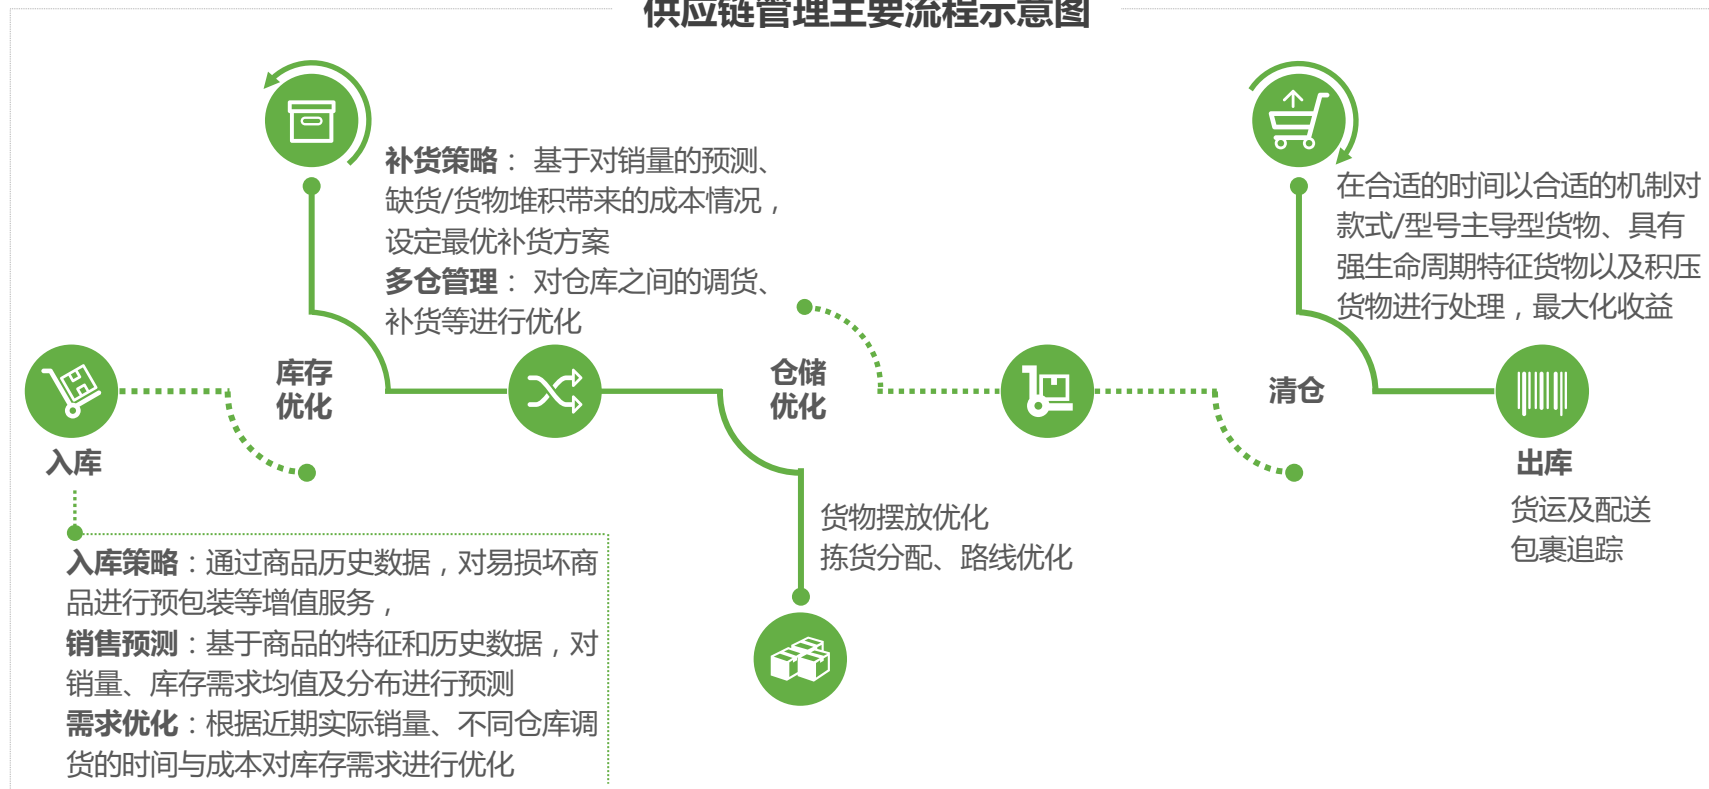 供应链管理主要流程示意图
补货策略： 基于对销量的预测、
缺货/货物堆积带来的成本情况，
设定最优补货方案
多仓管理： 对仓库之间的调货、
补货等进行优化
在合适的时间以合适的机制对
款式/型号主导型货物、具有
强生命周期特征货物以及积压
货物进行处理，最大化收益
入库
库存
优化
仓储
优化
清仓
出库
货物摆放优化
拣货分配、路线优化
货运及配送
包裹追踪
入库策略：通过商品历史数据，对易损坏商
品进行预包装等增值服务，
销售预测：基于商品的特征和历史数据，对
销量、库存需求均值及分布进行预测
需求优化：根据近期实际销量、不同仓库调
货的时间与成本对库存需求进行优化